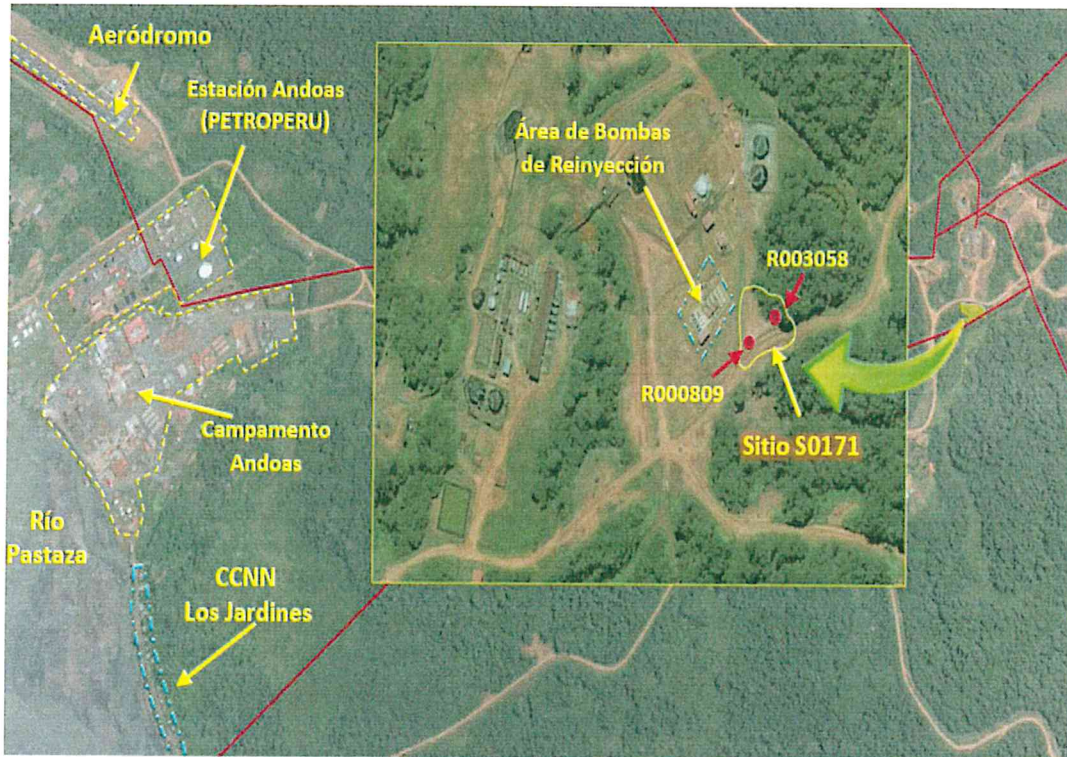 Aeródromo
Estación Andoas
(PETROPERU)
Área de Bombas
de Reinyección
R003058
R000809
Sitio S0171
Campamento
Andoas
Río
Pastaza
CCNN
Los Jardines